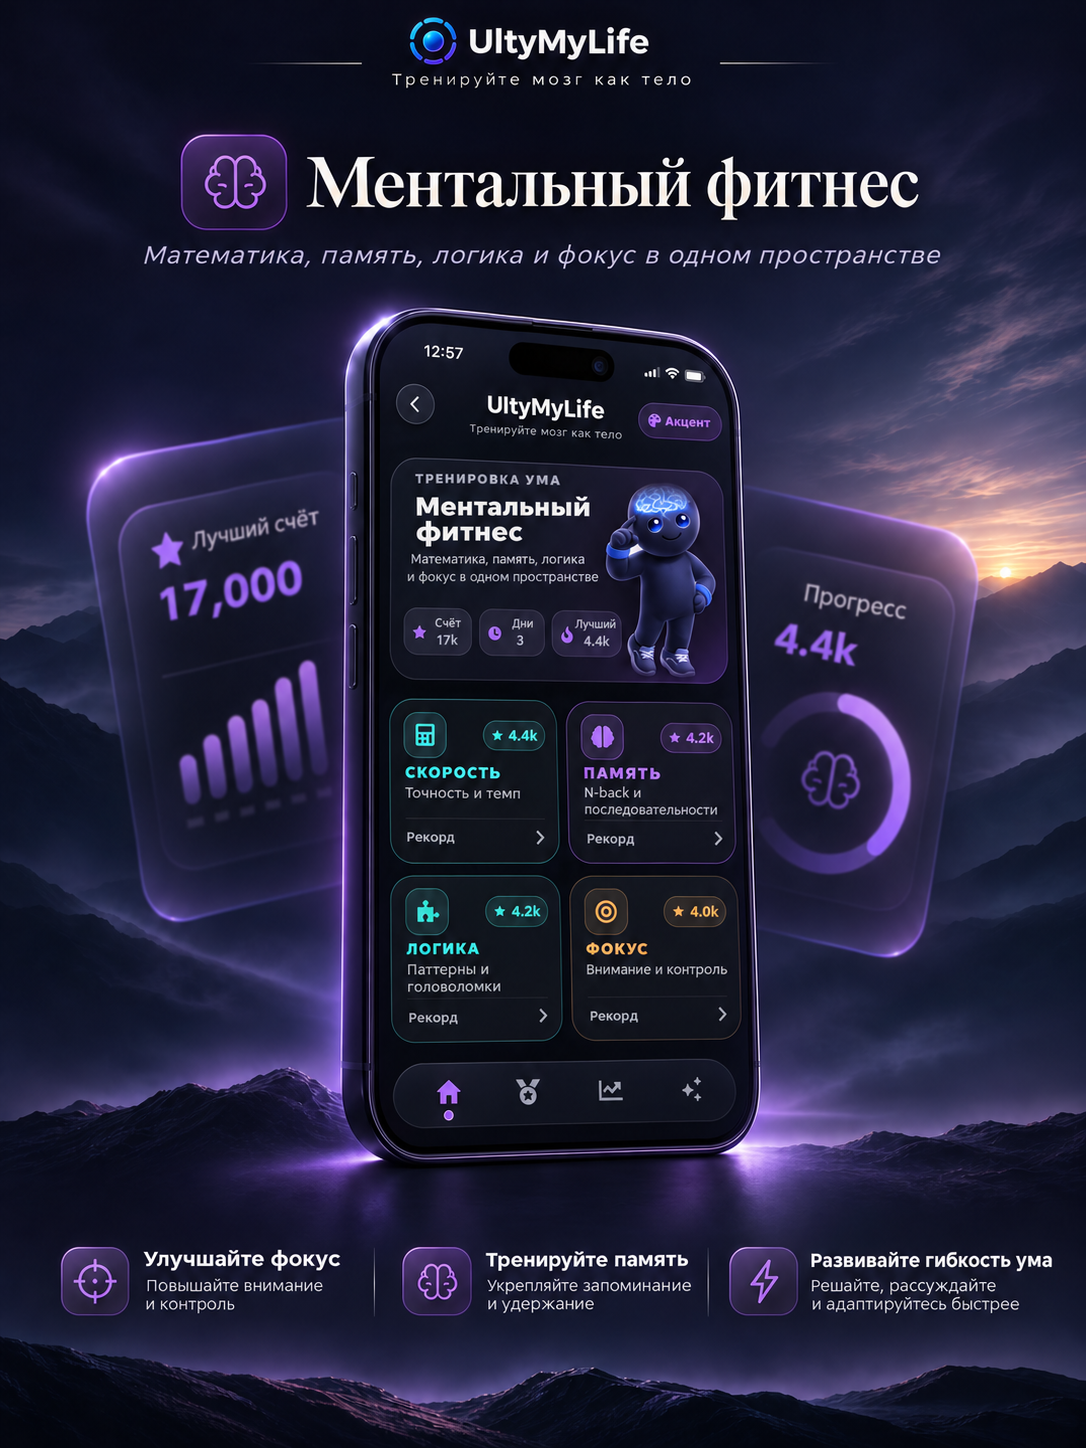 UltyMyLife
Тренируйте мозг как тело
Ментальный фитнес
Математика, память, логика и фокус в одном пространстве
Лучший счёт
17,000
12:57
UltyMyLife
Тренируйте мозг как тело
Акцент
ТРЕНИРОВКА УМА
Ментальный
фитнес
Математика, память, логика
и фокус в одном пространстве
Счёт
17k
Дни
3
Лучший
4.4k
4.4k
СКОРОСТЬ
Точность и темп
Рекорд
4.2k
ПАМЯТЬ
N-back и
последовательности
Рекорд
4.2k
ЛОГИКА
Паттерны и
головоломки
Рекорд
4.0k
ФОКУС
Внимание и контроль
Рекорд
Прогресс
4.4k
Улучшайте фокус
Повышайте внимание
и контроль
Тренируйте память
Укрепляйте запоминание
и удержание
Развивайте гибкость ума
Решайте, рассуждайте
и адаптируйтесь быстрее